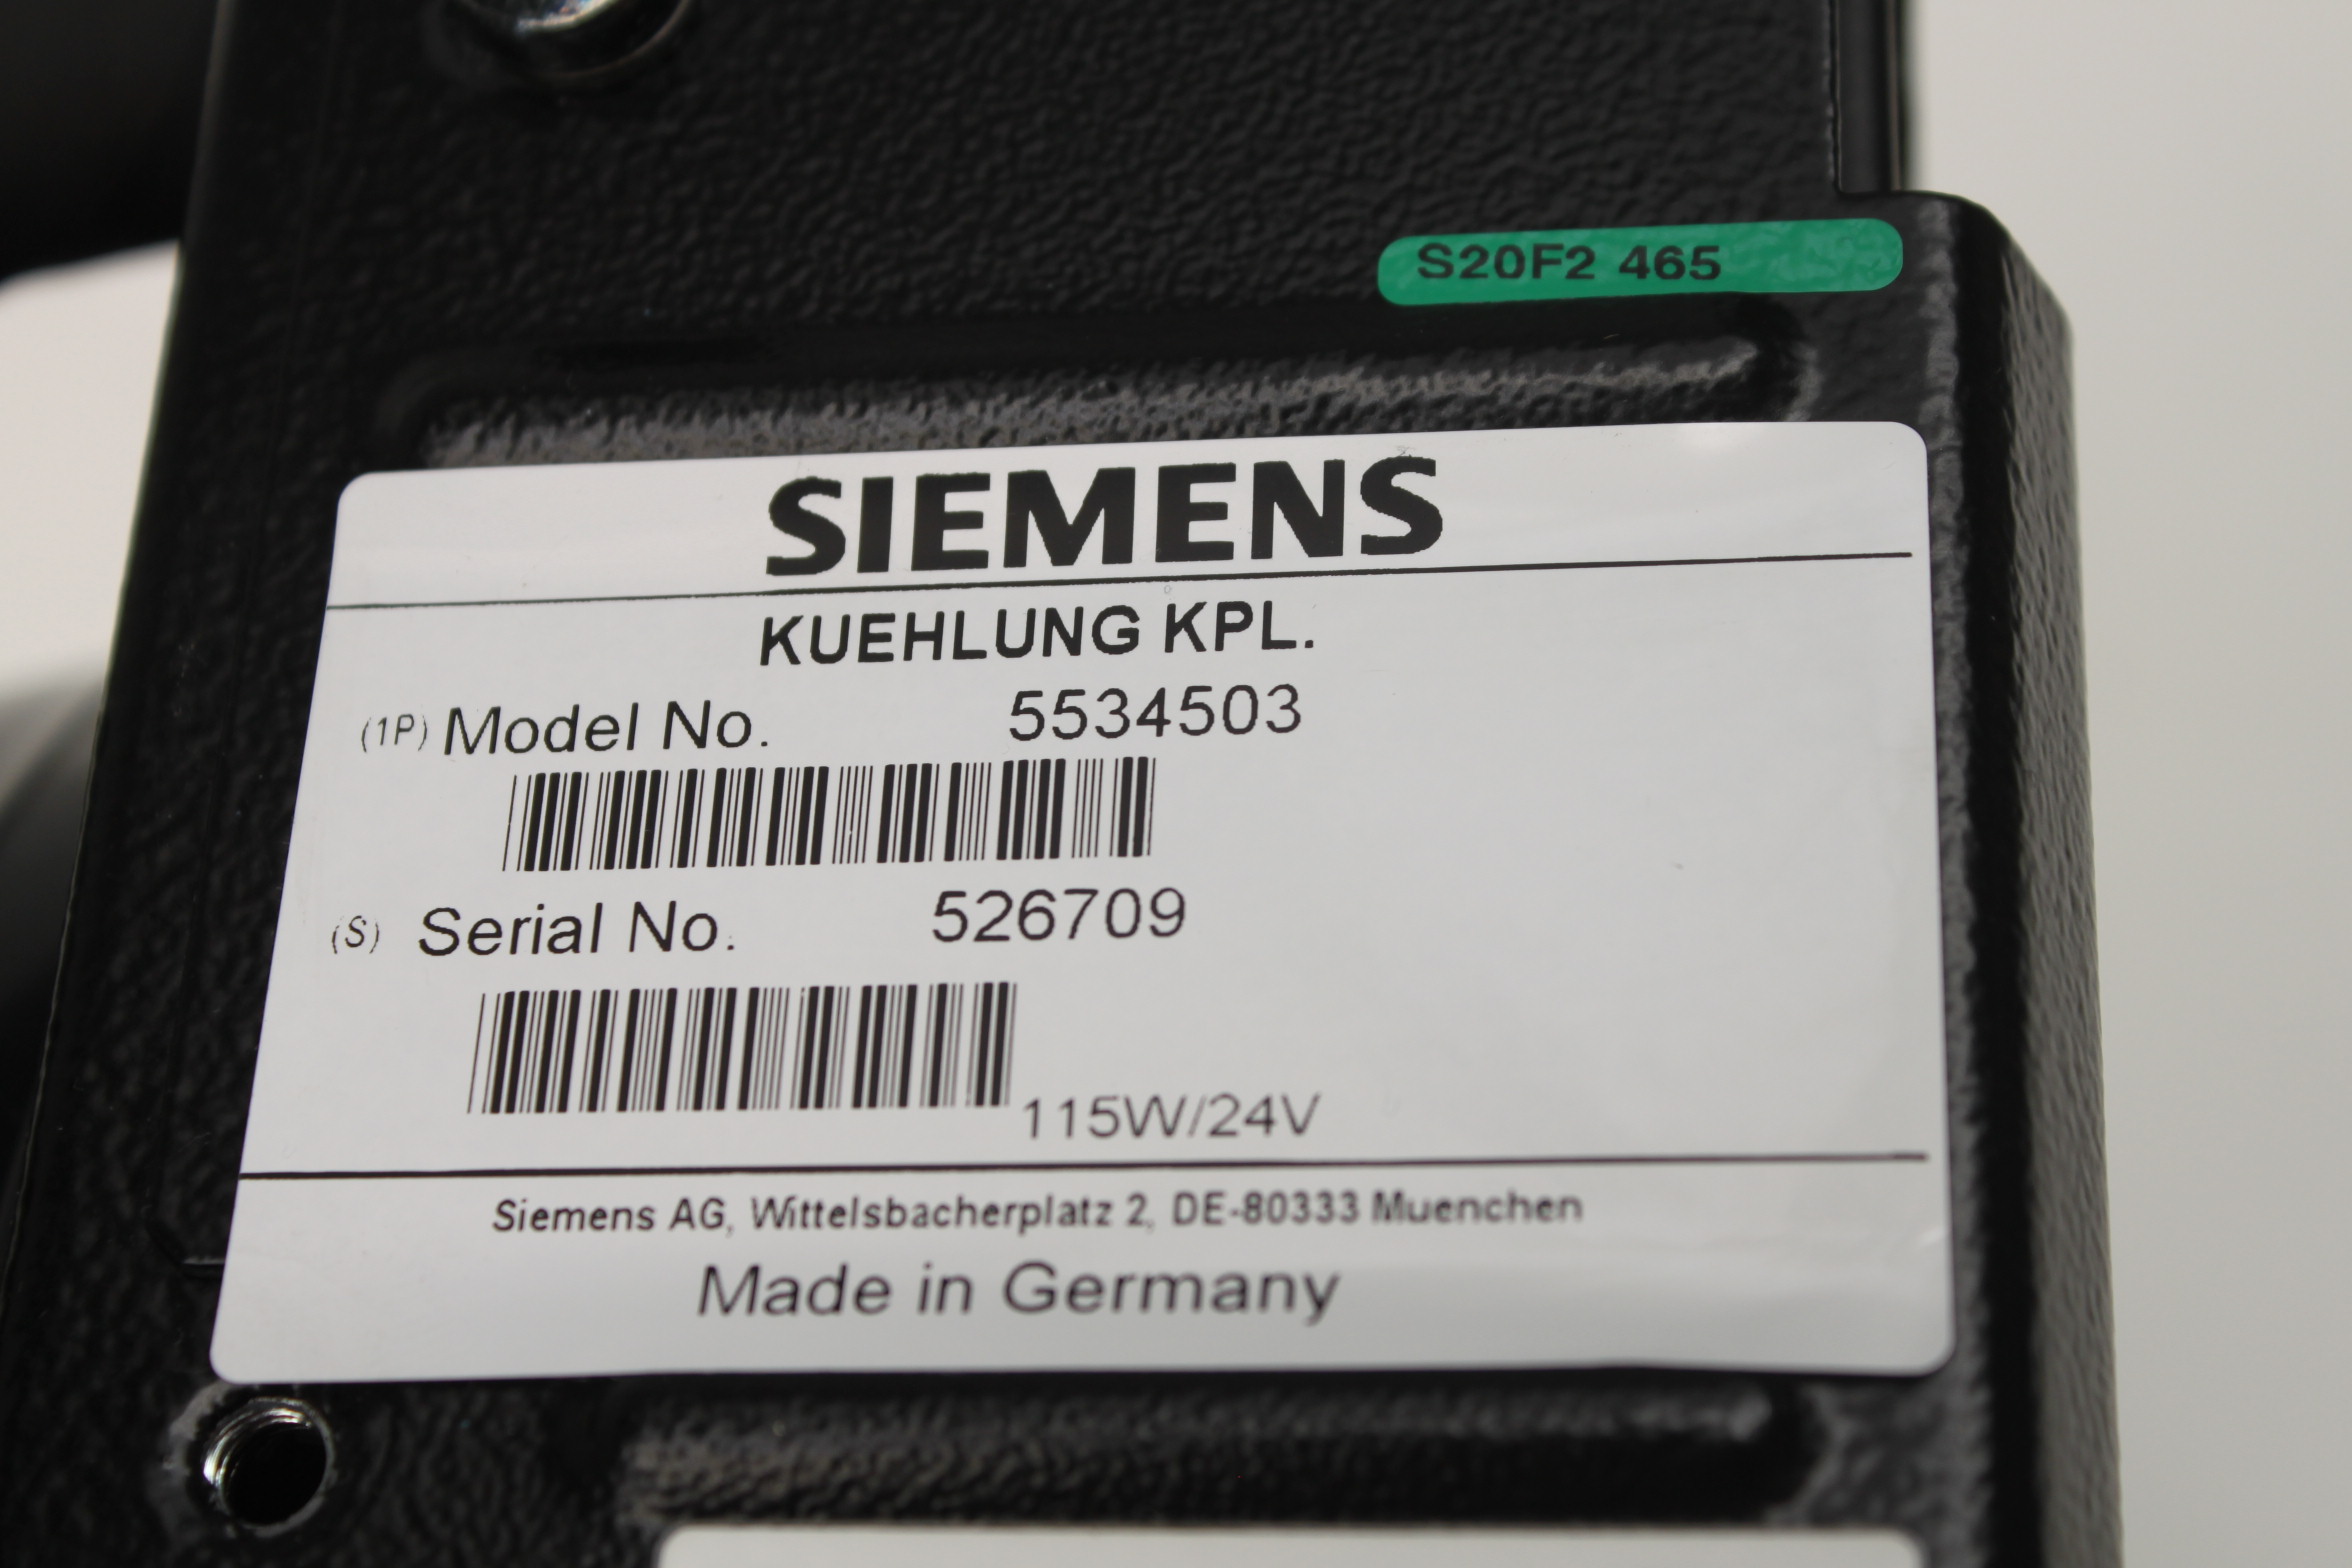 S20F2 465
SIEMENS
KUEHLUNG KPL.
(1P) Model No. 5534503
(S) Serial No. 526709
115W/24V
Siemens AG, Wittelsbacherplatz 2, DE-80333 Muenchen
Made in Germany